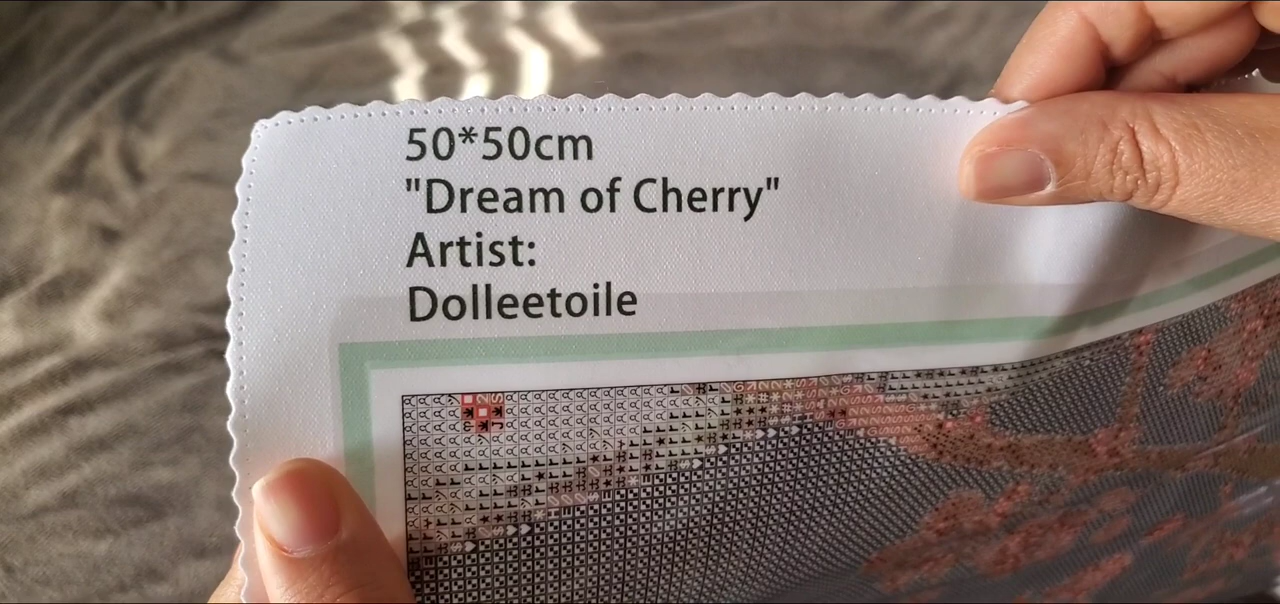 50*50cm
"Dream of Cherry"
Artist:
Dolleetoile